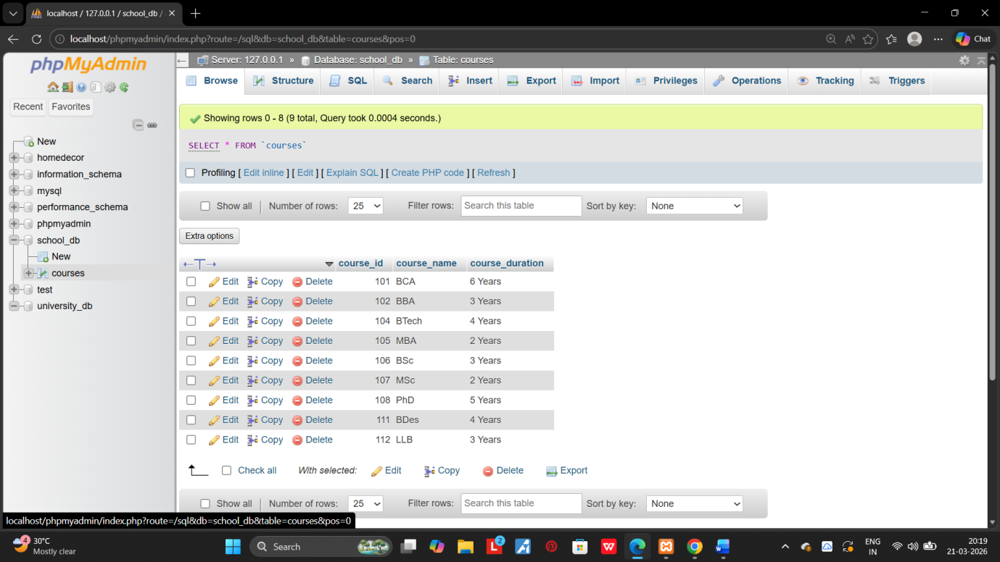 localhost / 127.0.0.1 / school_db /
localhost/phpmyadmin/index.php?route=/sql&db=school_db&table=courses&pos=0
Chat
phpMyAdmin
Recent Favorites
New
homedecor
information_schema
mysql
performance_schema
phpmyadmin
school_db
New
courses
test
university_db
Server: 127.0.0.1 » Database: school_db » Table: courses
Browse Structure SQL Search Insert Export Import Privileges Operations Tracking Triggers
Showing rows 0 - 8 (9 total, Query took 0.0004 seconds.)
SELECT * FROM `courses`
Profiling [ Edit inline ] [ Edit ] [ Explain SQL ] [ Create PHP code ] [ Refresh ]
Show all | Number of rows: 25 Filter rows: Search this table Sort by key: None
Extra options
←T→ course_id course_name course_duration
Edit Copy Delete 101 BCA 6 Years
Edit Copy Delete 102 BBA 3 Years
Edit Copy Delete 104 BTech 4 Years
Edit Copy Delete 105 MBA 2 Years
Edit Copy Delete 106 BSc 3 Years
Edit Copy Delete 107 MSc 2 Years
Edit Copy Delete 108 PhD 5 Years
Edit Copy Delete 111 BDes 4 Years
Edit Copy Delete 112 LLB 3 Years
Check all With selected: Edit Copy Delete Export
Show all | Number of rows: 25 Filter rows: Search this table Sort by key: None
localhost/phpmyadmin/index.php?route=/sql&db=school_db&table=courses&pos=0
4
30°C
Mostly clear
Search
L 2
W
W
ENG
IN
20:19
21-03-2026